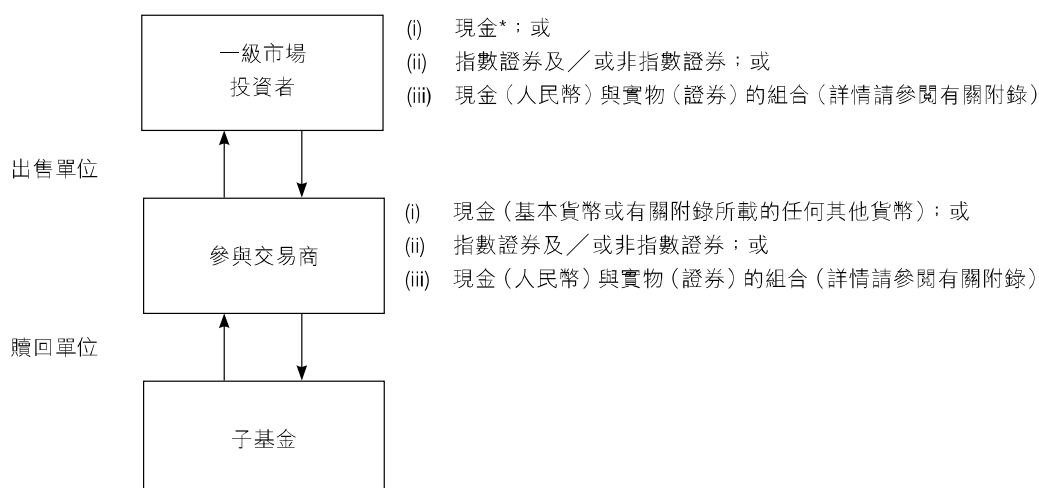 一級市場
投資者
(i) 現金*；或
(ii) 指數證券及／或非指數證券；或
(iii) 現金（人民幣）與實物（證券）的組合（詳情請參閱有關附錄）
出售單位
參與交易商
(i) 現金（基本貨幣或有關附錄所載的任何其他貨幣）；或
(ii) 指數證券及／或非指數證券；或
(iii) 現金（人民幣）與實物（證券）的組合（詳情請參閱有關附錄）
贖回單位
子基金